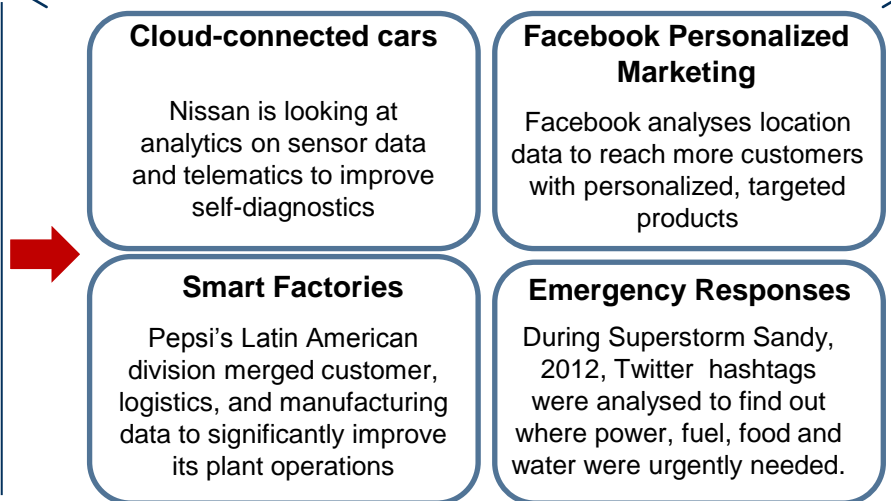 Cloud-connected cars
Nissan is looking at
analytics on sensor data
and telematics to improve
self-diagnostics
Facebook Personalized
Marketing
Facebook analyses location
data to reach more customers
with personalized, targeted
products
Smart Factories
Pepsi's Latin American
division merged customer,
logistics, and manufacturing
data to significantly improve
its plant operations
Emergency Responses
During Superstorm Sandy,
2012, Twitter  hashtags
were analysed to find out
where power, fuel, food and
water were urgently needed.